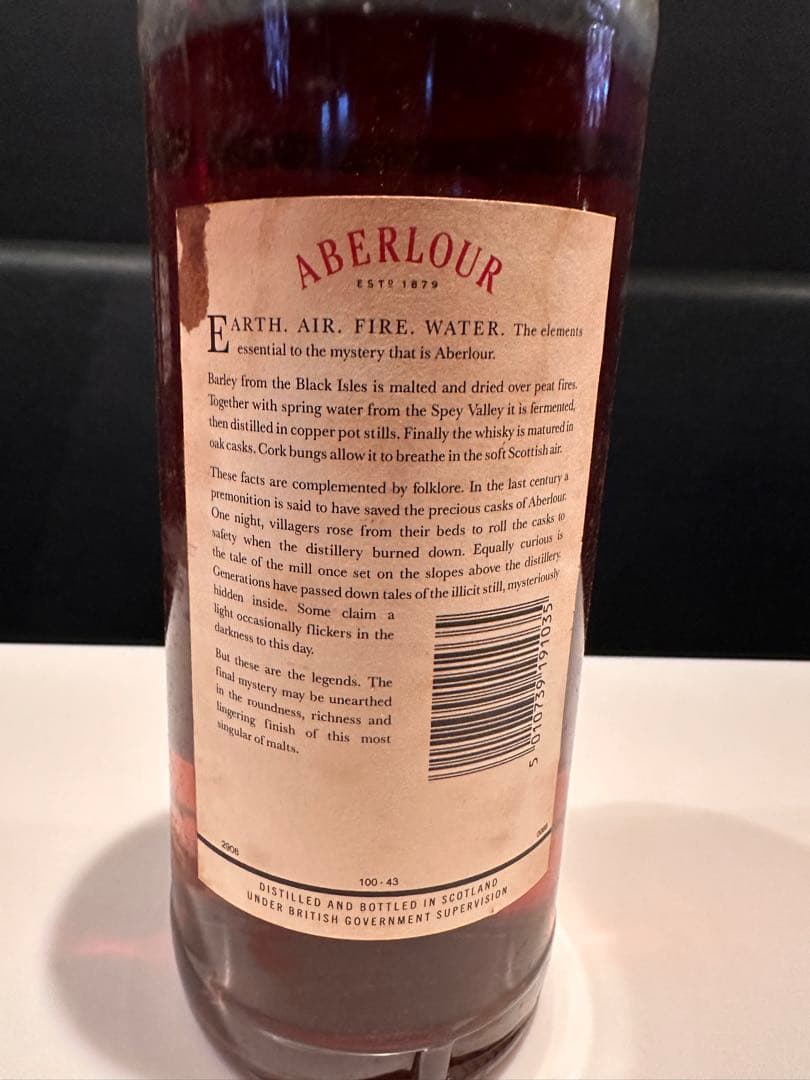 ABERLOUR
ESTD 1879
EARTH. AIR. FIRE. WATER. The elements
essential to the mystery that is Aberlour.
Barley from the Black Isles is malted and dried over peat fires.
Together with spring water from the Spey Valley it is fermented,
then distilled in copper pot stills. Finally the whisky is matured in
oak casks. Cork bungs allow it to breathe in the soft Scottish air.
These facts are complemented by folklore. In the last century a
premonition is said to have saved the precious casks of Aberlour.
One night, villagers rose from their beds to roll the casks to
safety when the distillery burned down. Equally curious is
the tale of the mill once set on the slopes above the distillery.
Generations have passed down tales of the illicit still, mysteriously
hidden inside. Some claim a
light occasionally flickers in the
darkness to this day.
But these are the legends. The
final mystery may be unearthed
in the roundness, richness and
lingering finish of this most
singular of malts.
5 010739 191035
2906
100 - 43
DISTILLED AND BOTTLED IN SCOTLAND
UNDER BRITISH GOVERNMENT SUPERVISION